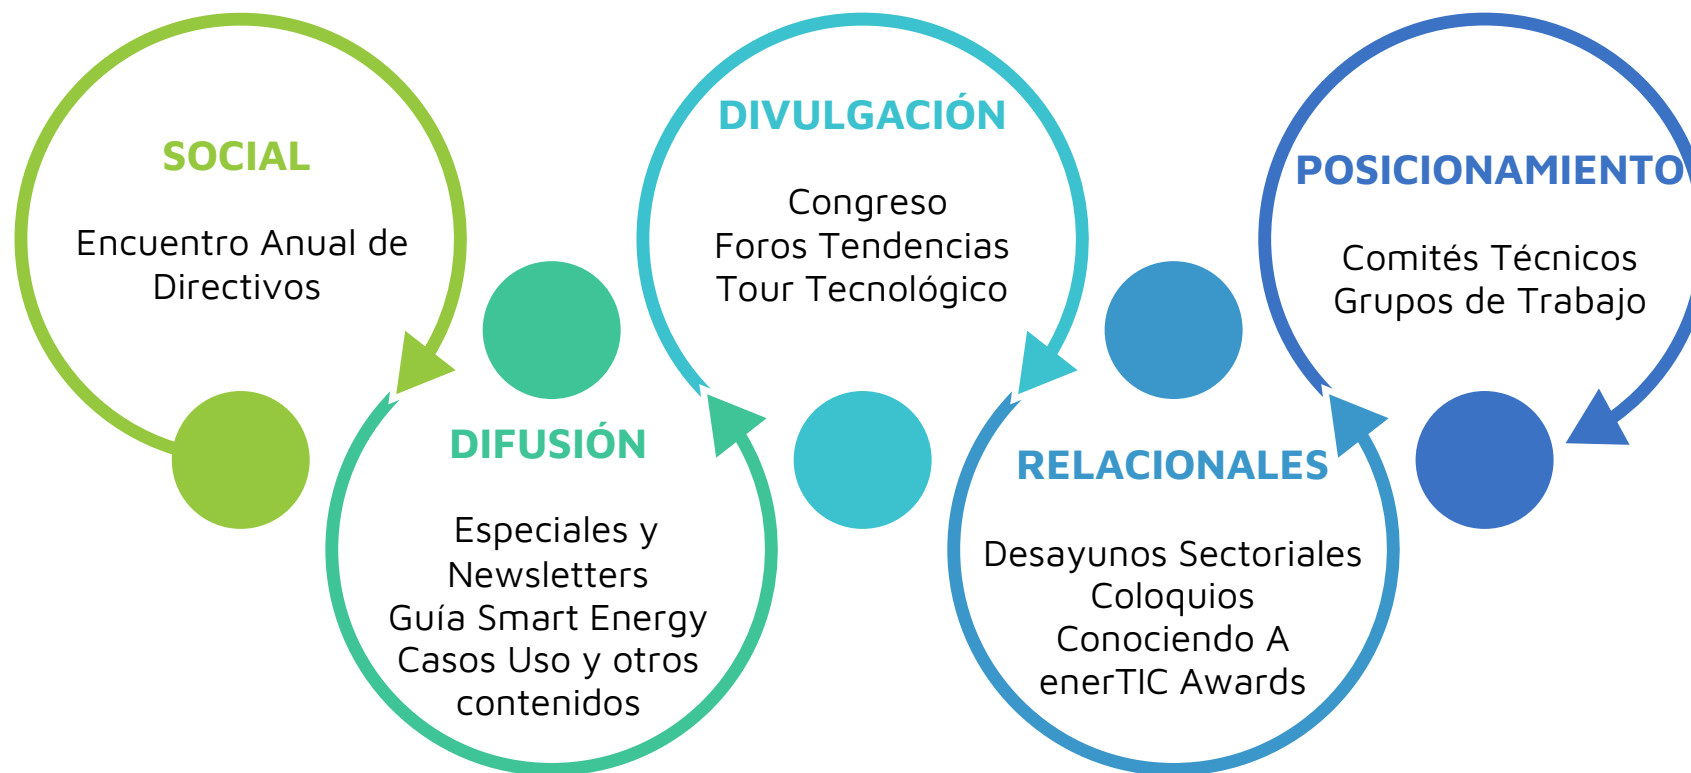 SOCIAL
Encuentro Anual de
Directivos
DIFUSIÓN
Especiales y
Newsletters
Guía Smart Energy
Casos Uso y otros
contenidos
DIVULGACIÓN
Congreso
Foros Tendencias
Tour Tecnológico
RELACIONALES
Desayunos Sectoriales
Coloquios
Conociendo A
enerTIC Awards
POSICIONAMIENTO
Comités Técnicos
Grupos de Trabajo